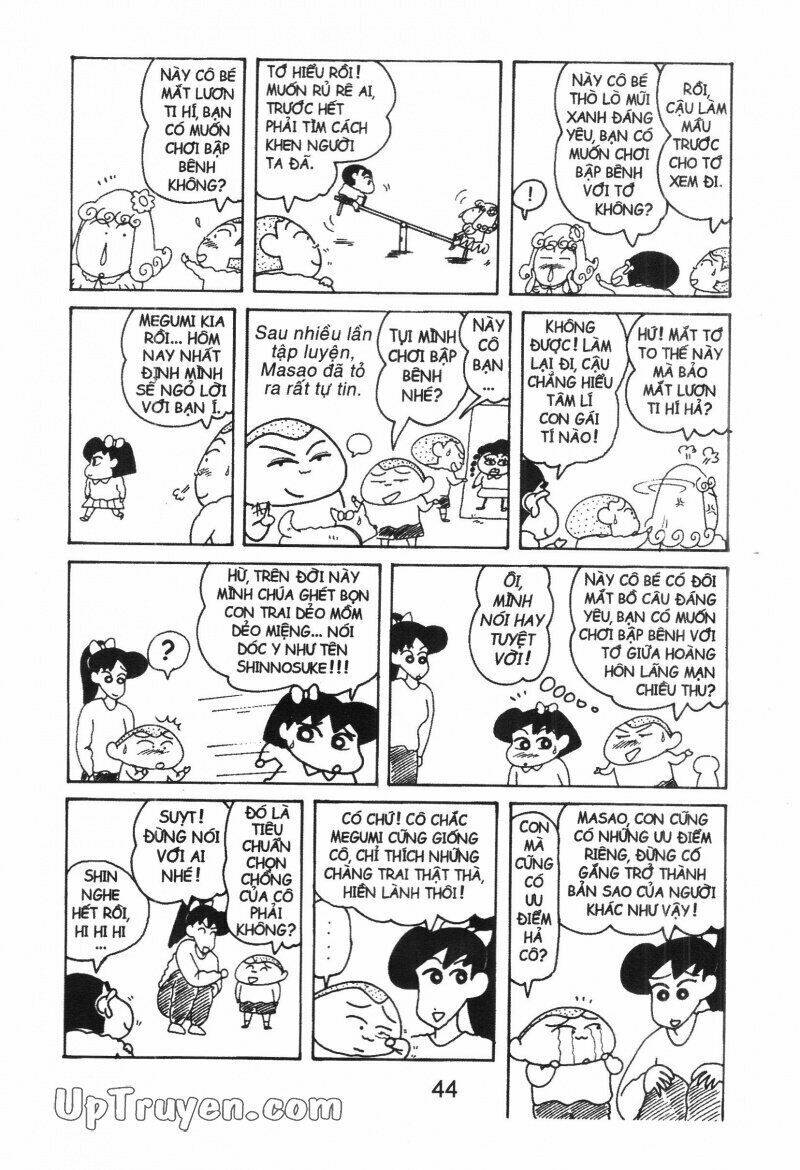 RỒI,
CẬU LÀM
MẪU
TRƯỚC
CHO TỚ
XEM ĐI.
NÀY CÔ BÉ
THÒ LÒ MŨI
XANH ĐÁNG
YÊU, BẠN CÓ
MUỐN CHƠI
BẬP BÊNH
VỚI TỚ
KHÔNG?
!
TỚ HIỂU RỒI!
MUỐN RỦ RÊ AI,
TRƯỚC HẾT
PHẢI TÌM CÁCH
KHEN NGƯỜI
TA ĐÃ.
NÀY CÔ BÉ
MẮT LƯƠN
TI HÍ, BẠN
CÓ MUỐN
CHƠI BẬP
BÊNH
KHÔNG?
HỨ! MẮT TỚ
TO THẾ NÀY
MÀ BẢO
MẮT LƯƠN
TI HÍ HẢ?
KHÔNG
ĐƯỢC! LÀM
LẠI ĐI, CẬU
CHẲNG HIỂU
TÂM LÍ
CON GÁI
TÍ NÀO!
NÀY
CÔ
BẠN
...
TỤI MÌNH
CHƠI BẬP
BÊNH
NHÉ?
Sau nhiều lần
tập luyện,
Masao đã tỏ
ra rất tự tin.
MEGUMI KIA
RỒI... HÔM
NAY NHẤT
ĐỊNH MÌNH
SẼ NGỎ LỜI
VỚI BẠN Í.
NÀY CÔ BÉ CÓ ĐÔI
MẮT BỒ CÂU ĐÁNG
YÊU, BẠN CÓ MUỐN
CHƠI BẬP BÊNH VỚI
TỚ GIỮA HOÀNG
HÔN LÃNG MẠN
CHIỀU THU?
ÔI,
MÌNH
NÓI HAY
TUYỆT
VỜI!
HỪ, TRÊN ĐỜI NÀY
MÌNH CHÚA GHÉT BỌN
CON TRAI DẺO MỒM
DẺO MIỆNG... NÓI
DÓC Y NHƯ TÊN
SHINNOSUKE!!!
?
MASAO, CON CŨNG
CÓ NHỮNG ƯU ĐIỂM
RIÊNG, ĐỪNG CÓ
GẮNG TRỞ THÀNH
BẢN SAO CỦA NGƯỜI
KHÁC NHƯ VẬY!
CON
MÀ
CŨNG
CÓ
ƯU
ĐIỂM
HẢ
CÔ?
CÓ CHỨ! CÔ CHẮC
MEGUMI CŨNG GIỐNG
CÔ, CHỈ THÍCH NHỮNG
CHÀNG TRAI THẬT THÀ,
HIỀN LÀNH THÔI!
...
ĐÓ LÀ
TIÊU
CHUẨN
CHỌN
CHỒNG
CỦA CÔ
PHẢI
KHÔNG?
SUYT!
ĐỪNG NÓI
VỚI AI
NHÉ!
SHIN
NGHE
HẾT RỒI,
HI HI HI
...
44
UpTruyen.com